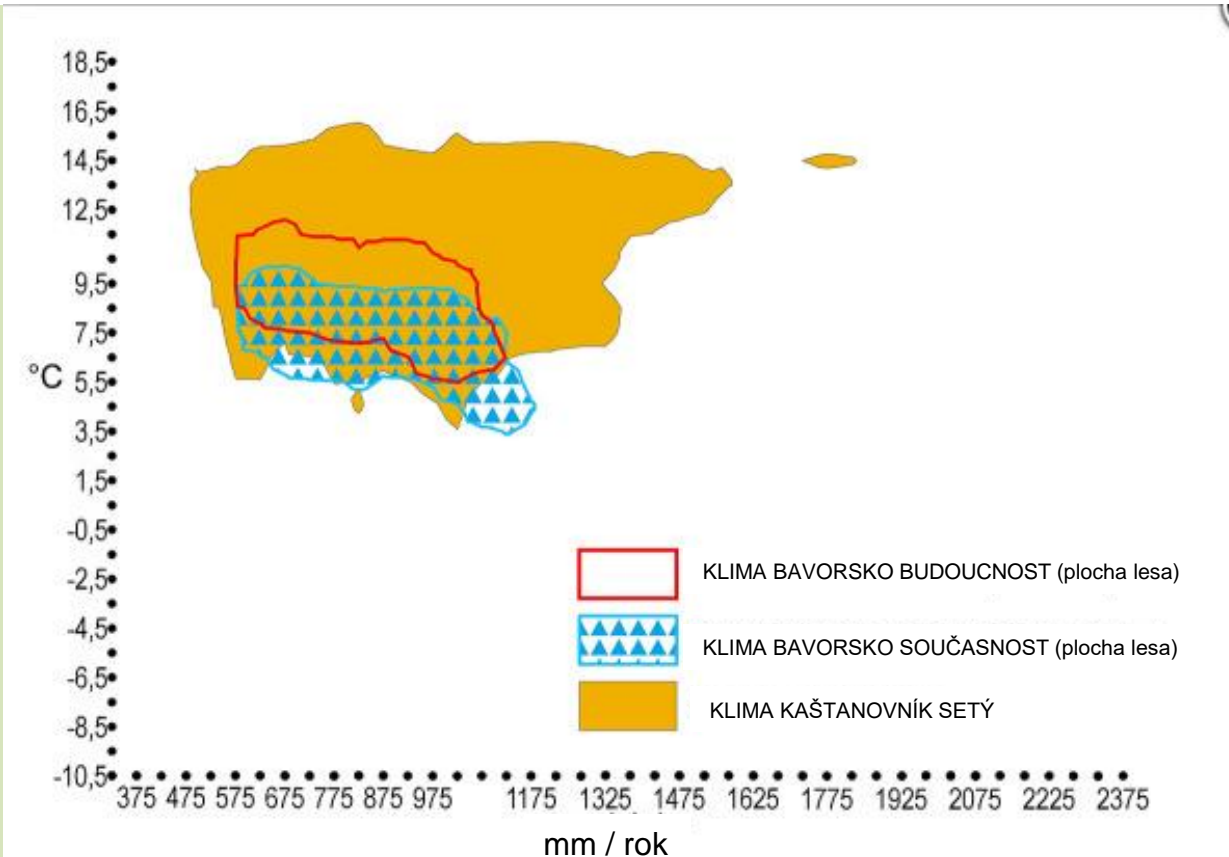 18,5
16,5
14,5
12,5
9,5
7,5
°C 5,5
3,5
1,5
-0,5
-2,5
-4,5
-6,5
-8,5
-10,5
KLIMA BAVORSKO BUDOUCNOST (plocha lesa)
KLIMA BAVORSKO SOUČASNOST (plocha lesa)
KLIMA KAŠTANOVNÍK SETÝ
375 475 575 675 775 875 975 1175 1325 1475 1625 1775 1925 2075 2225 2375
mm / rok